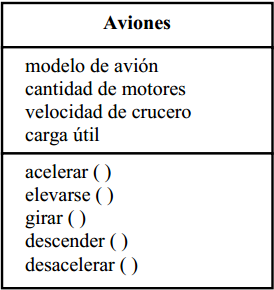 Aviones
modelo de avión
cantidad de motores
velocidad de crucero
carga útil
acelerar ( )
elevarse ( )
girar ( )
descender ( )
desacelerar ( )